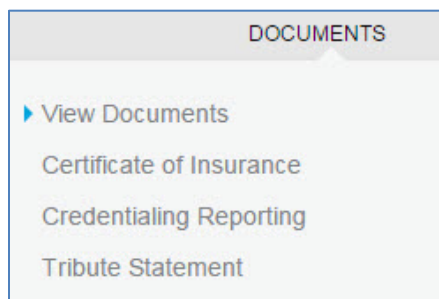 DOCUMENTS
View Documents
Certificate of Insurance
Credentialing Reporting
Tribute Statement